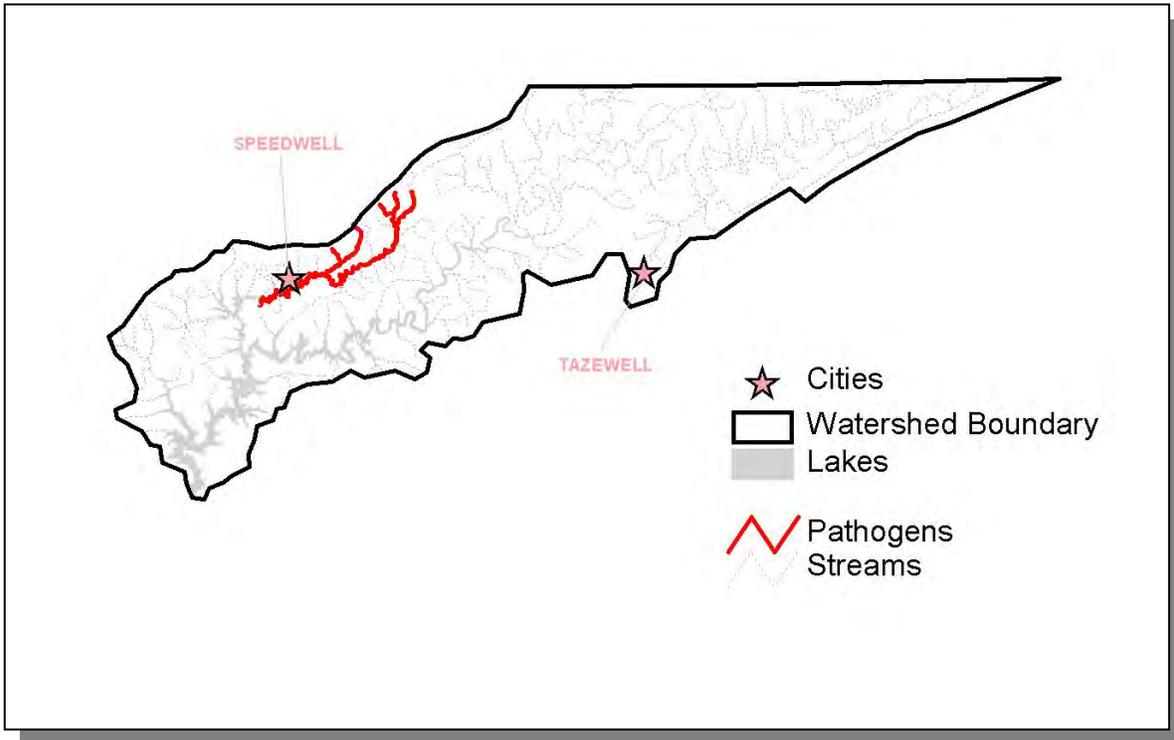 SPEEDWELL
TAZEWELL
Cities
Watershed Boundary
Lakes
Pathogens
Streams